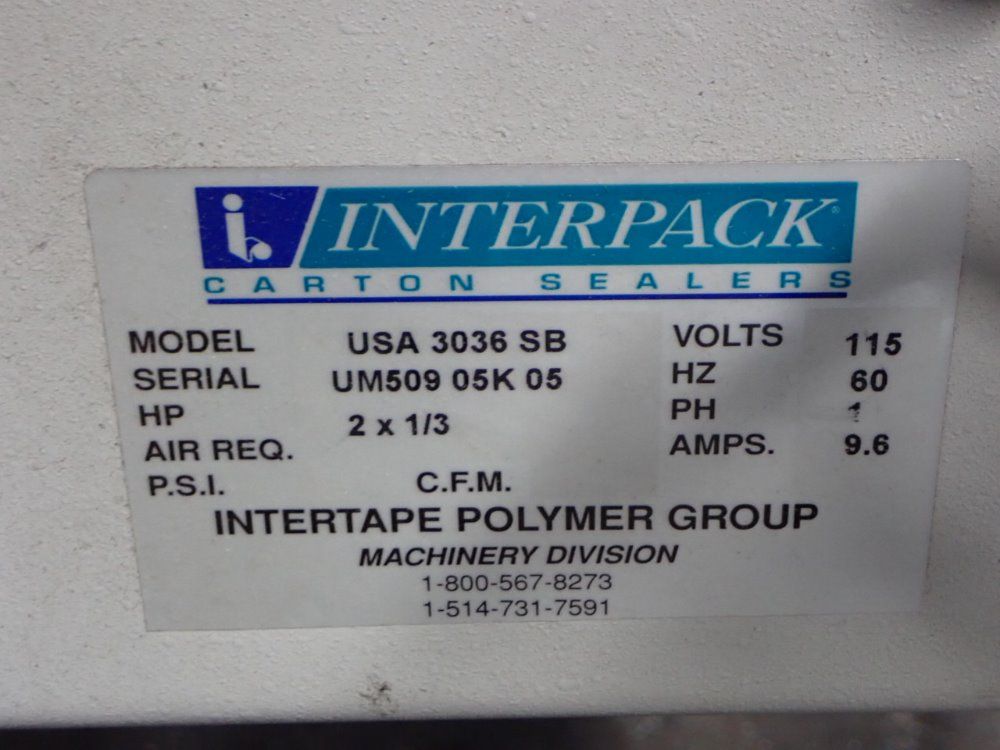 INTERPACK®
CARTON SEALERS
MODEL USA 3036 SB VOLTS 115
SERIAL UM509 05K 05 HZ 60
HP 2 x 1/3 PH 1
AIR REQ. AMPS. 9.6
P.S.I. C.F.M.
INTERTAPE POLYMER GROUP
MACHINERY DIVISION
1-800-567-8273
1-514-731-7591